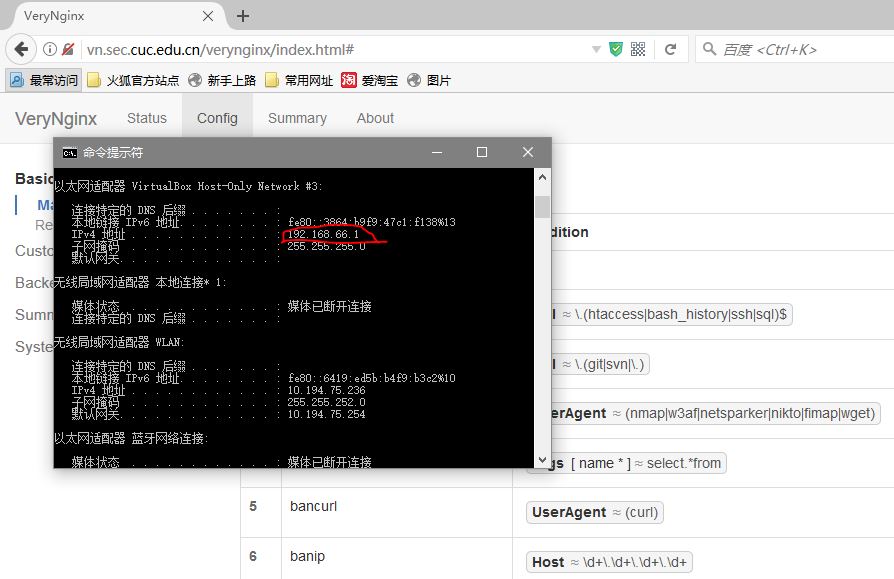 VeryNginx
vn.sec.cuc.edu.cn/verynginx/index.html#
百度 <Ctrl+K>
最常访问 火狐官方站点 新手上路 常用网址 淘 爱淘宝 图片
VeryNginx Status Config Summary About
命令提示符
以太网适配器 VirtualBox Host-Only Network #3:
连接特定的 DNS 后缀 . . . . . . . :
本地链接 IPv6 地址. . . . . . . . : fe80::3864:b9f9:47c1:f138%13
IPv4 地址 . . . . . . . . . . . . : 192.168.66.1
子网掩码 . . . . . . . . . . . . : 255.255.255.0
默认网关. . . . . . . . . . . . . :
无线局域网适配器 本地连接* 1:
媒体状态 . . . . . . . . . . . . : 媒体已断开连接
连接特定的 DNS 后缀 . . . . . . . :
无线局域网适配器 WLAN:
连接特定的 DNS 后缀 . . . . . . . :
本地链接 IPv6 地址. . . . . . . . : fe80::6419:ed5b:b4f9:b3c2%10
IPv4 地址 . . . . . . . . . . . . : 10.194.75.236
子网掩码 . . . . . . . . . . . . : 255.255.252.0
默认网关. . . . . . . . . . . . . : 10.194.75.254
以太网适配器 蓝牙网络连接:
媒体状态 . . . . . . . . . . . . : 媒体已断开连接
Basic
Ma
Re
Custo
Backe
Summ
Syste
dition
l ≈ \.(htaccess|bash_history|ssh|sql)$
l ≈ \.(git|svn|\.)
erAgent ≈ (nmap|w3af|netsparker|nikto|fimap|wget)
gs [ name * ] ≈ select.*from
5 bancurl UserAgent ≈ (curl)
6 banip Host ≈ \d+\.\d+\.\d+\.\d+